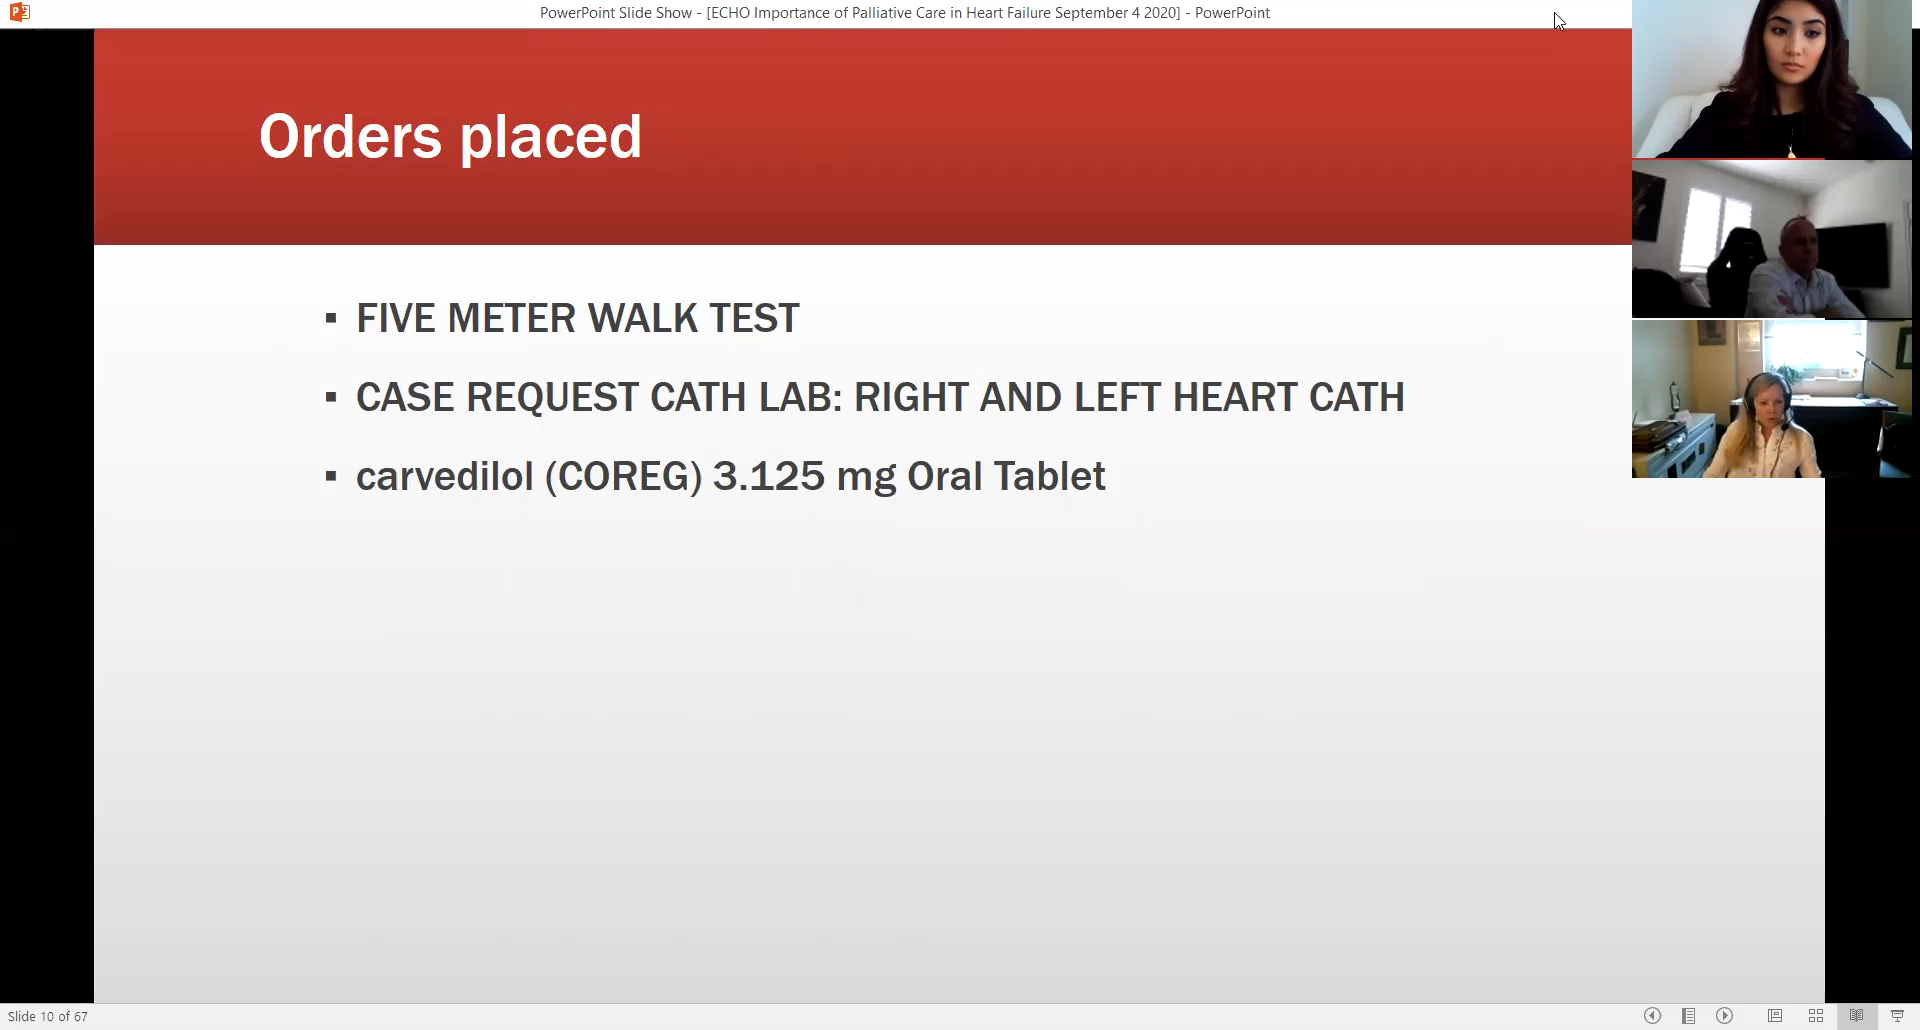 PowerPoint Slide Show - [ECHO Importance of Palliative Care in Heart Failure September 4 2020] - PowerPoint
Orders placed
▪ FIVE METER WALK TEST
▪ CASE REQUEST CATH LAB: RIGHT AND LEFT HEART CATH
▪ carvedilol (COREG) 3.125 mg Oral Tablet
Slide 10 of 67